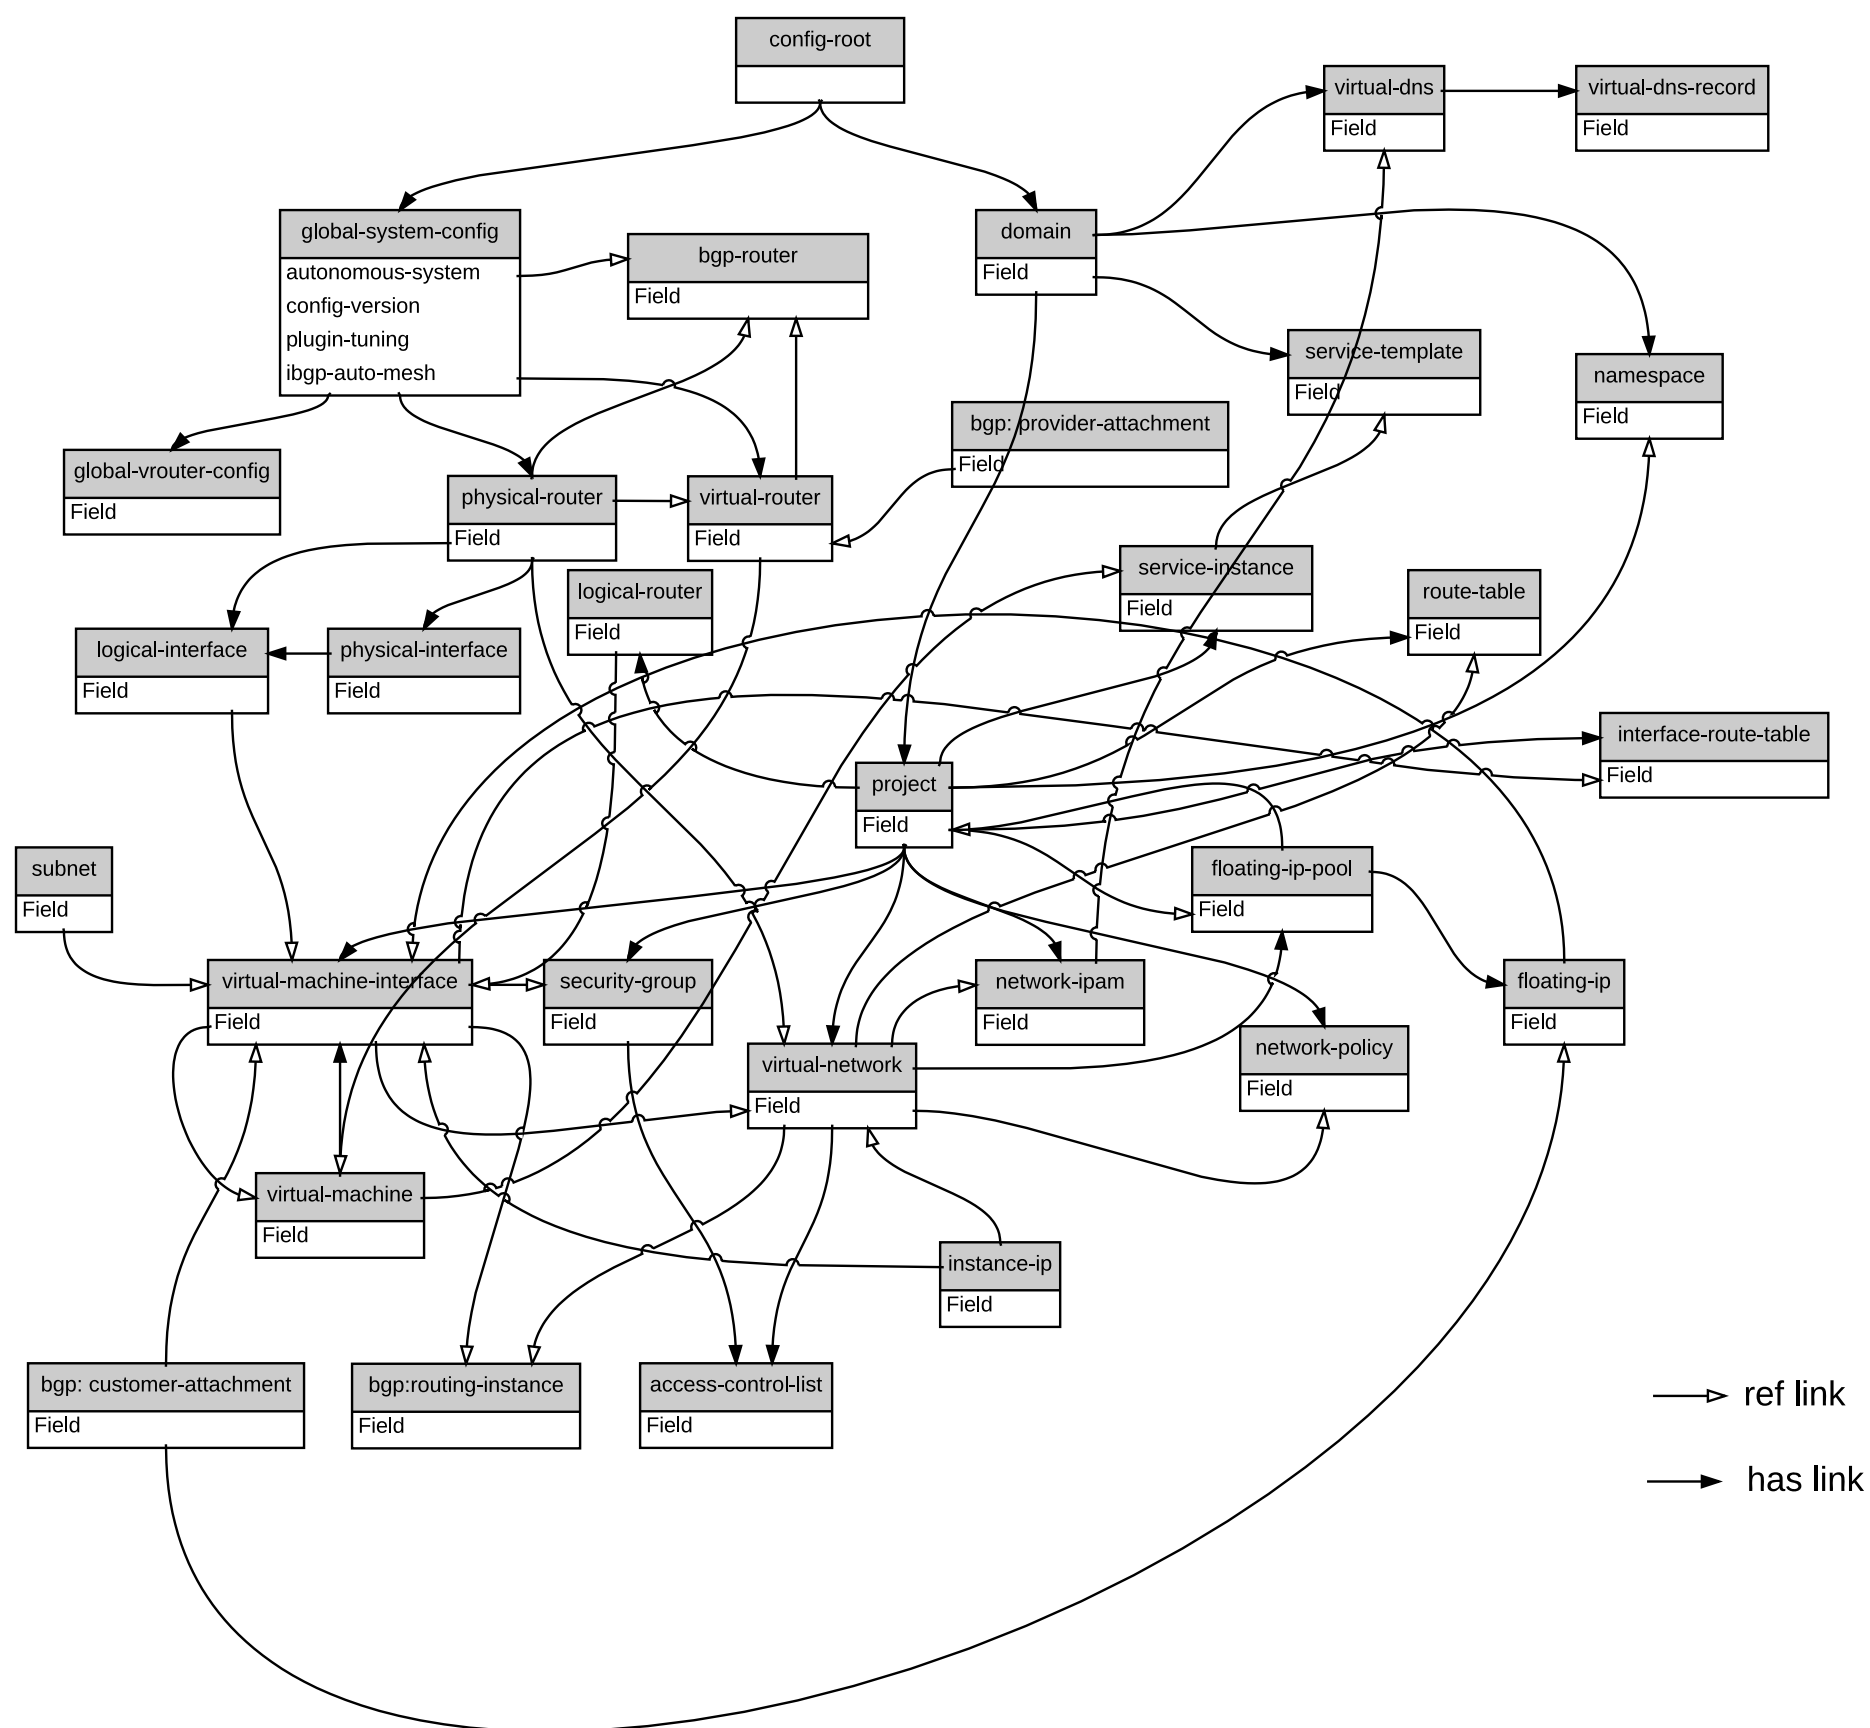 config-root
virtual-dns
Field
virtual-dns-record
Field
global-system-config
autonomous-system
config-version
plugin-tuning
ibgp-auto-mesh
bgp-router
Field
domain
Field
service-template
Field
namespace
Field
global-vrouter-config
Field
physical-router
Field
virtual-router
Field
bgp: provider-attachment
Field
logical-router
Field
service-instance
Field
route-table
Field
logical-interface
Field
physical-interface
Field
interface-route-table
Field
project
Field
subnet
Field
floating-ip-pool
Field
virtual-machine-interface
Field
security-group
Field
network-ipam
Field
floating-ip
Field
virtual-network
Field
network-policy
Field
virtual-machine
Field
instance-ip
Field
bgp: customer-attachment
Field
bgp:routing-instance
Field
access-control-list
Field
ref link
has link